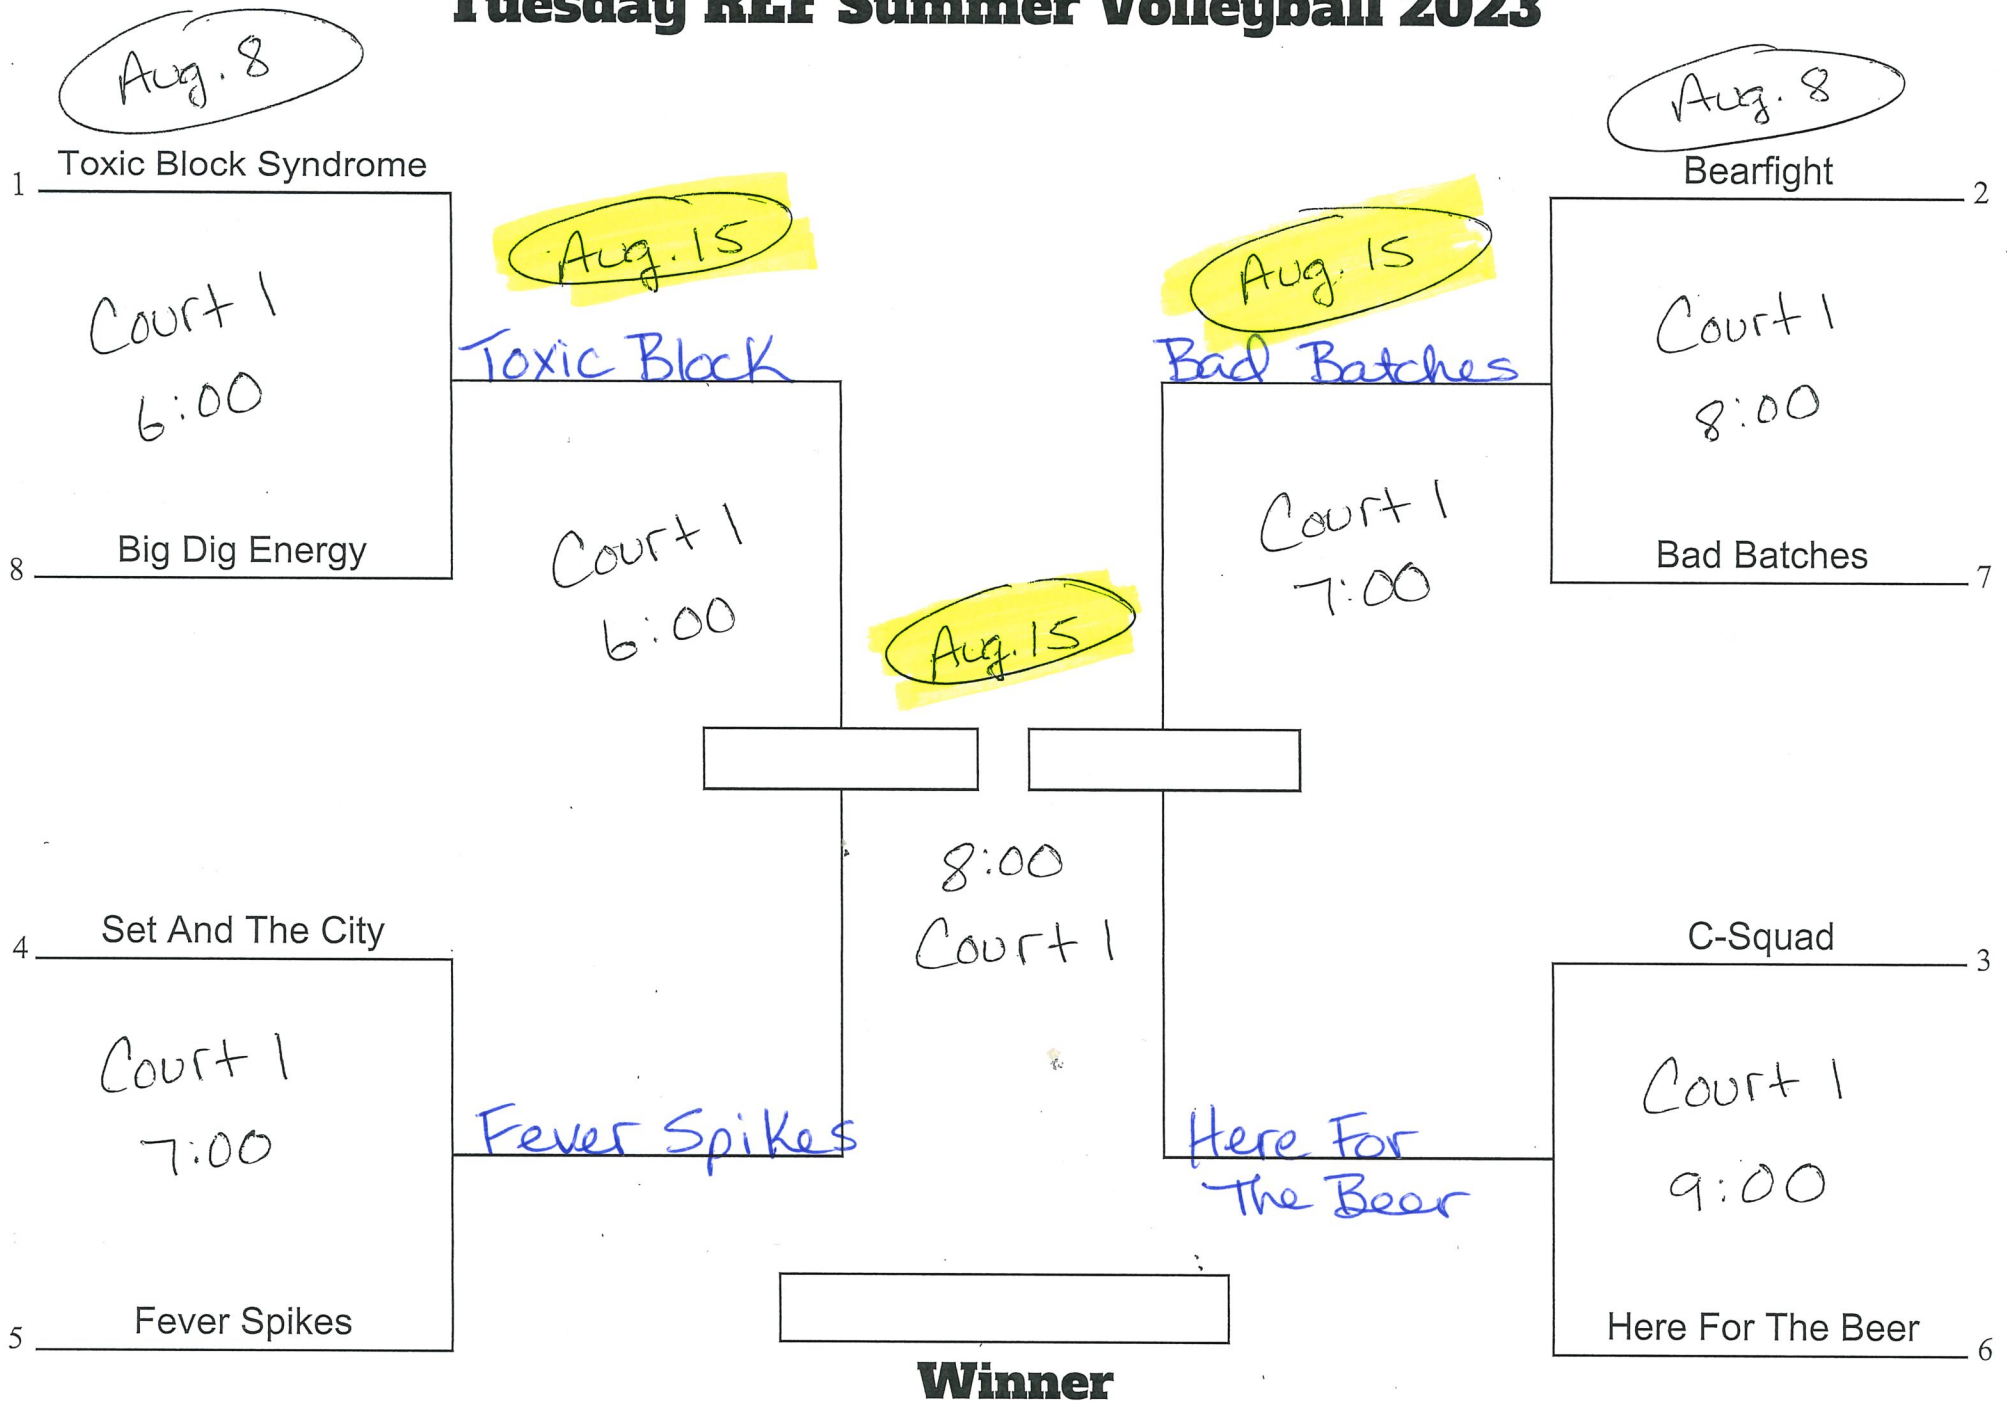 Tuesday REF Summer Volleyball 2023
Aug. 8
Aug. 8
Toxic Block Syndrome
Bearfight
1
2
Aug. 15
Aug. 15
Court 1
6:00
Toxic Block
Bad Batches
Court 1
8:00
Big Dig Energy
8
Court 1
6:00
Court 1
7:00
Bad Batches
7
Aug. 15
8:00
Court 1
Set And The City
4
C-Squad
3
Court 1
7:00
Fever Spikes
Here For
The Beer
Court 1
9:00
Fever Spikes
5
Here For The Beer
6
Winner